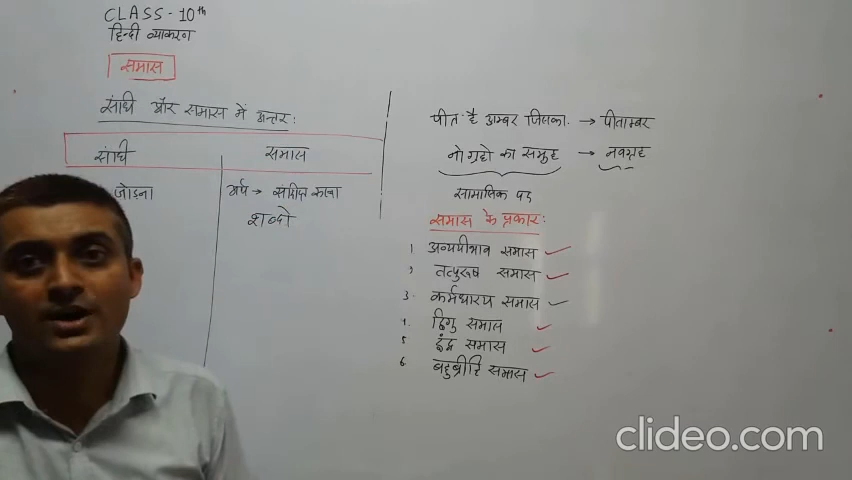 CLASS - 10th
हिन्दी व्याकरण
समास
संधि और समास में अन्तर :
संधि समास
जोड़ना अर्थ → संक्षिप्त करना
शब्दो
पीत है अम्बर जिसका → पीताम्बर
नो ग्रहो का समुह → नवग्रह
सामासिक पद
समास के प्रकार :
1 अव्ययीभाव समास
2 तत्पुरूष समास
3. कर्मधारय समास
4. द्विगु समास
5 द्वंद्व समास
6. बहुब्रीहि समास
clideo.com